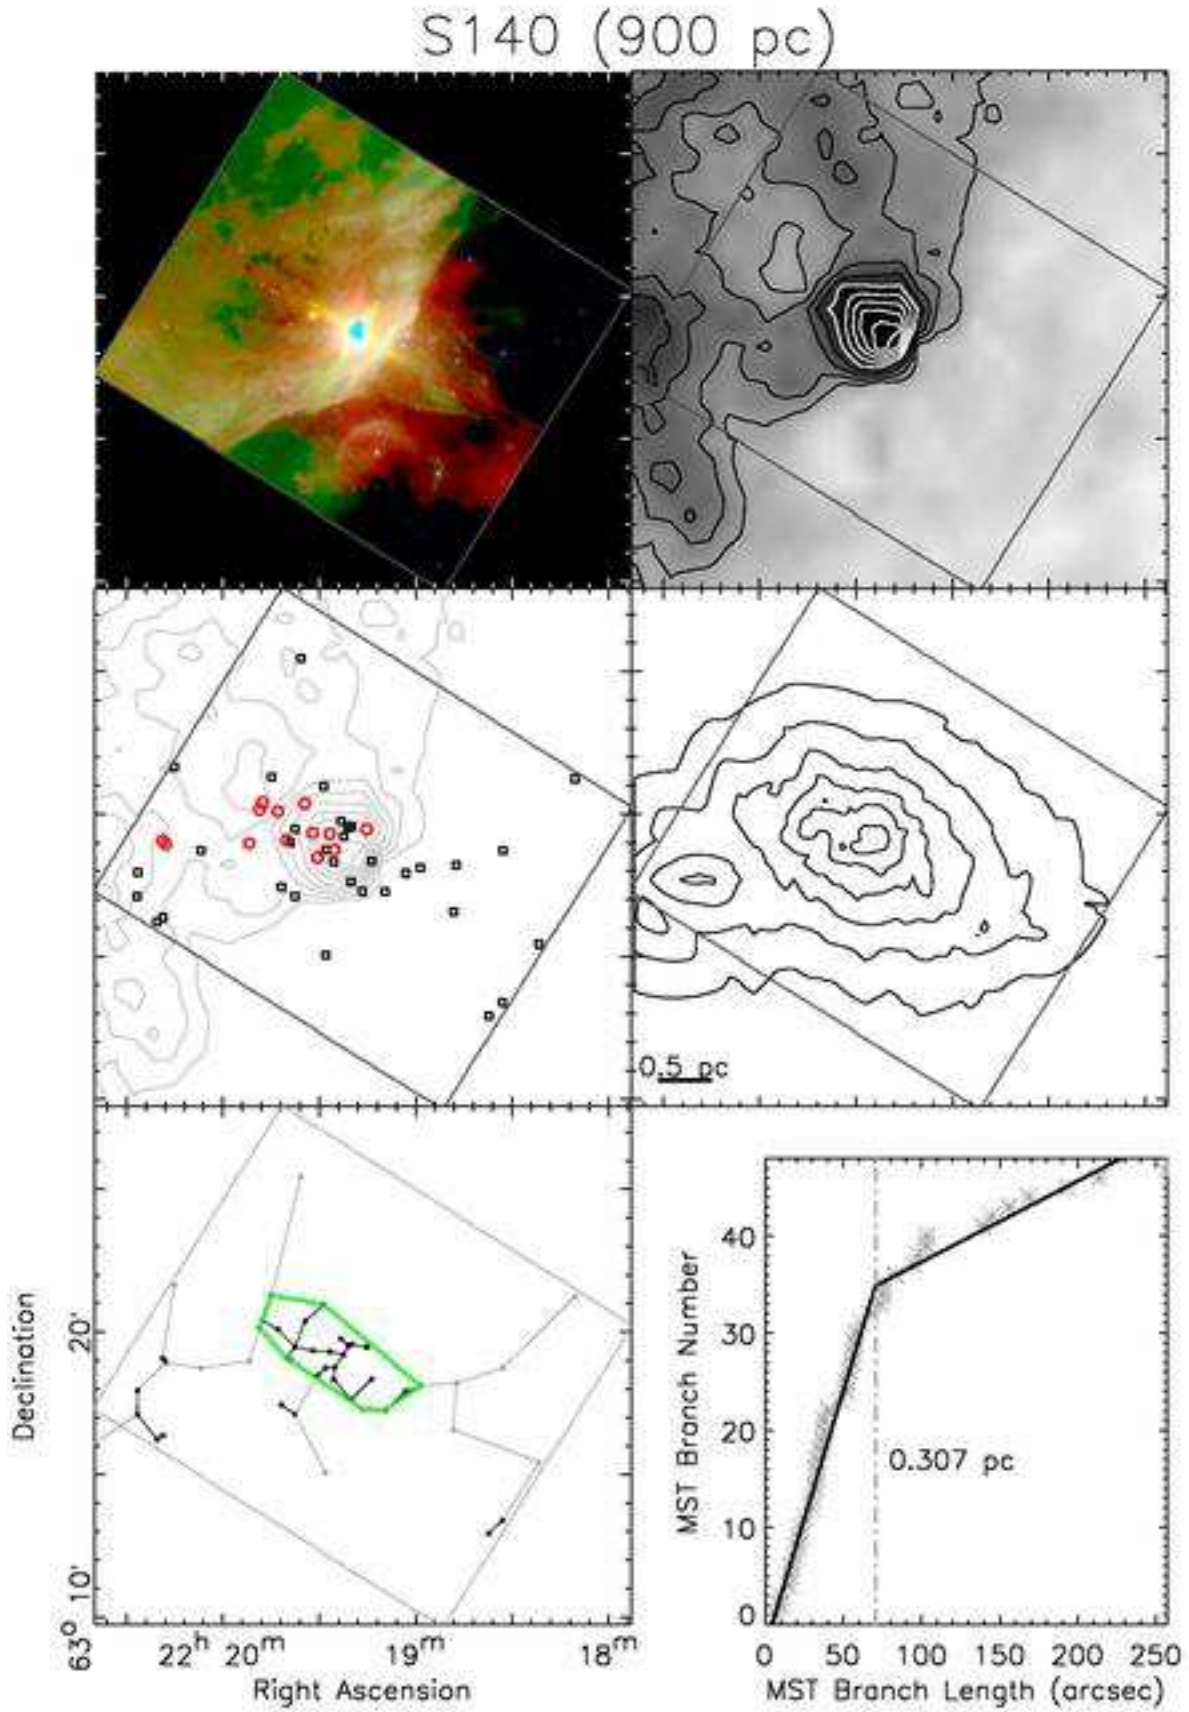 S140 (900 pc)
0.5 pc
Declination
20'
63° 10'
22h 20m
19m
18m
Right Ascension
MST Branch Number
40
30
20
10
0
0.307 pc
0 50 100 150 200 250
MST Branch Length (arcsec)